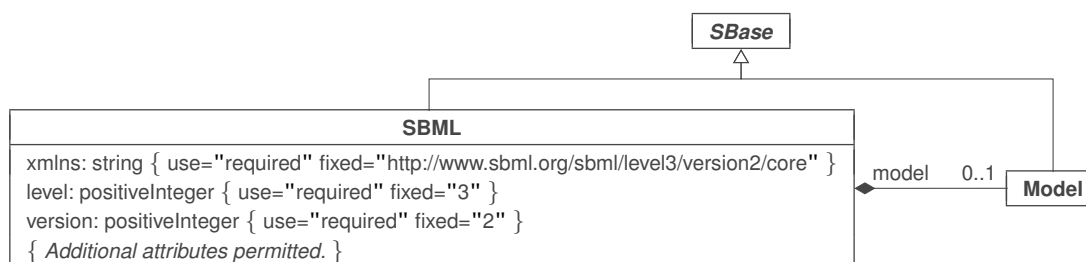 SBase
SBML
xmlns: string { use="required" fixed="http://www.sbml.org/sbml/level3/version2/core" }
level: positiveInteger { use="required" fixed="3" }
version: positiveInteger { use="required" fixed="2" }
{ Additional attributes permitted. }
model 0..1
Model